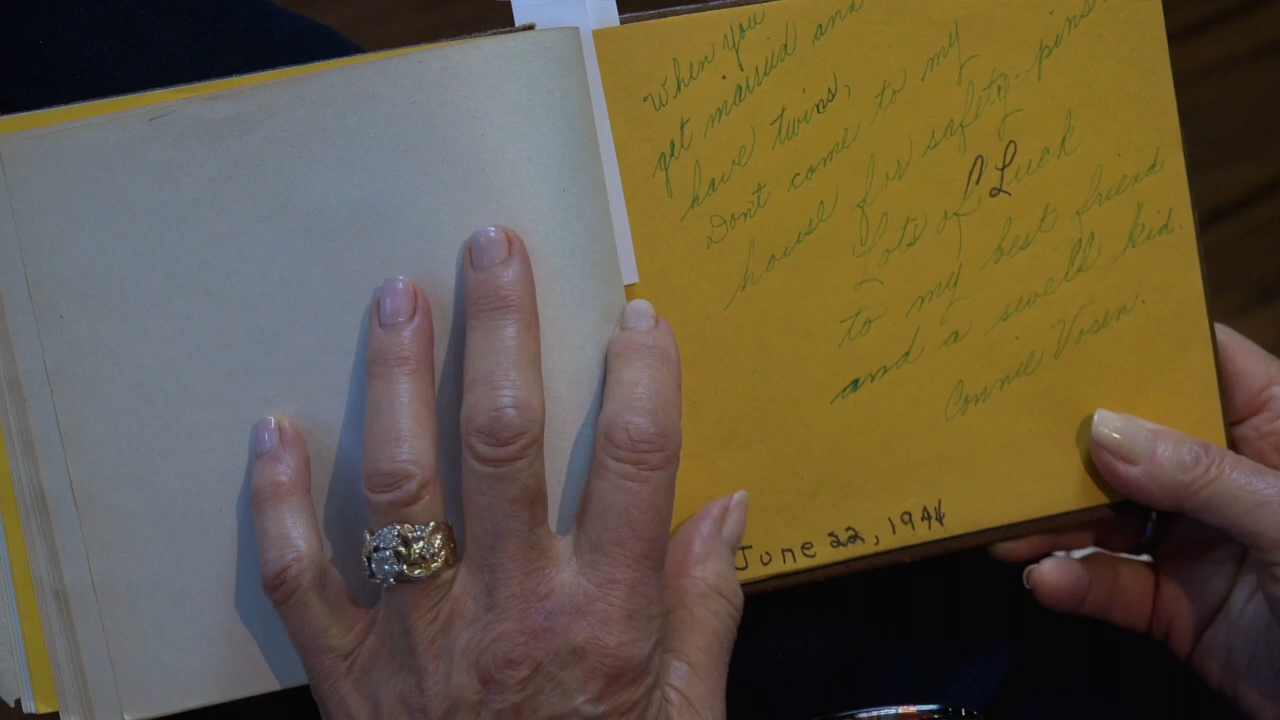 When you
get married and
have twins,
Don't come to my
house for safety pins.
Lots of Luck
to my best friend
and a swell kid.
Connie Vosen.
June 22, 1944